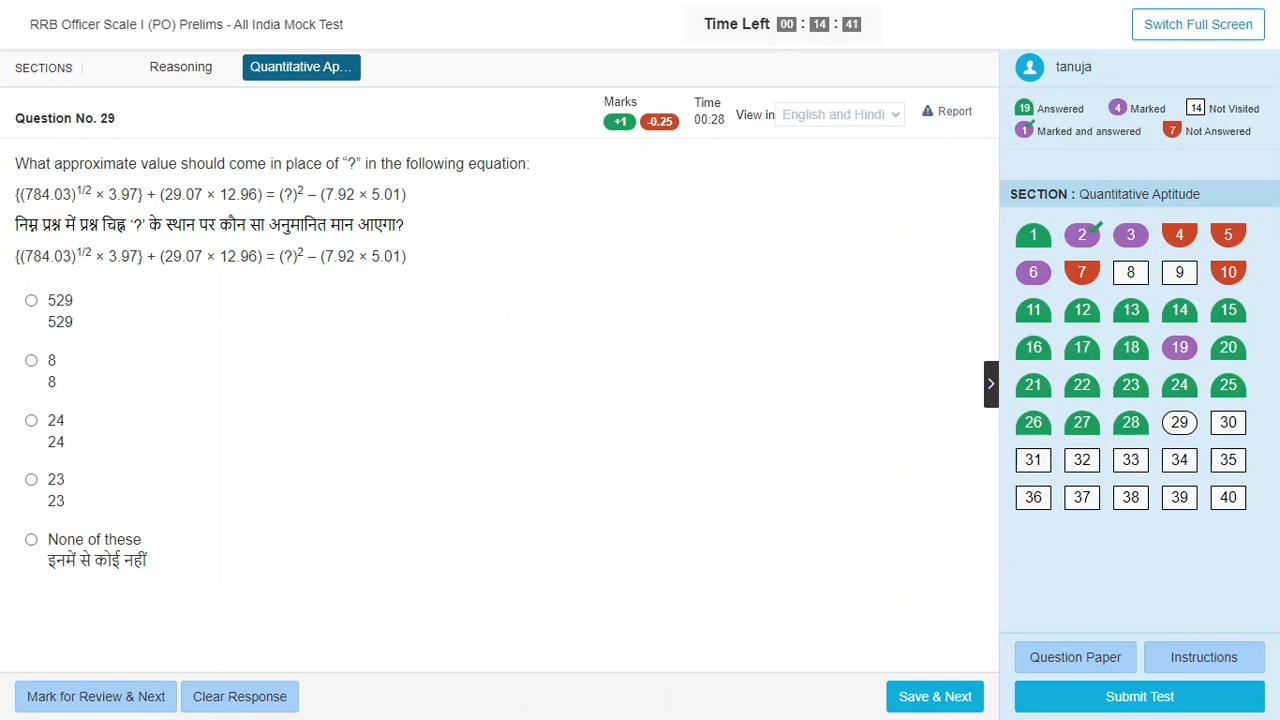 RRB Officer Scale I (PO) Prelims - All India Mock Test
Time Left 00 : 14 : 41
Switch Full Screen
SECTIONS
Reasoning
Quantitative Ap...
tanuja
Question No. 29
Marks
+1 -0.25
Time
00:28
View in English and Hindi
Report
19 Answered
4 Marked
14 Not Visited
1 Marked and answered
7 Not Answered
What approximate value should come in place of “?” in the following equation:
{(784.03)^1/2 × 3.97} + (29.07 × 12.96) = (?)^2 – (7.92 × 5.01)
निम्न प्रश्न में प्रश्न चिह्न ‘?’ के स्थान पर कौन सा अनुमानित मान आएगा?
{(784.03)^1/2 × 3.97} + (29.07 × 12.96) = (?)^2 – (7.92 × 5.01)
529
529
8
8
24
24
23
23
None of these
इनमें से कोई नहीं
SECTION : Quantitative Aptitude
1 2 3 4 5
6 7 8 9 10
11 12 13 14 15
16 17 18 19 20
21 22 23 24 25
26 27 28 29 30
31 32 33 34 35
36 37 38 39 40
Question Paper
Instructions
Mark for Review & Next
Clear Response
Save & Next
Submit Test